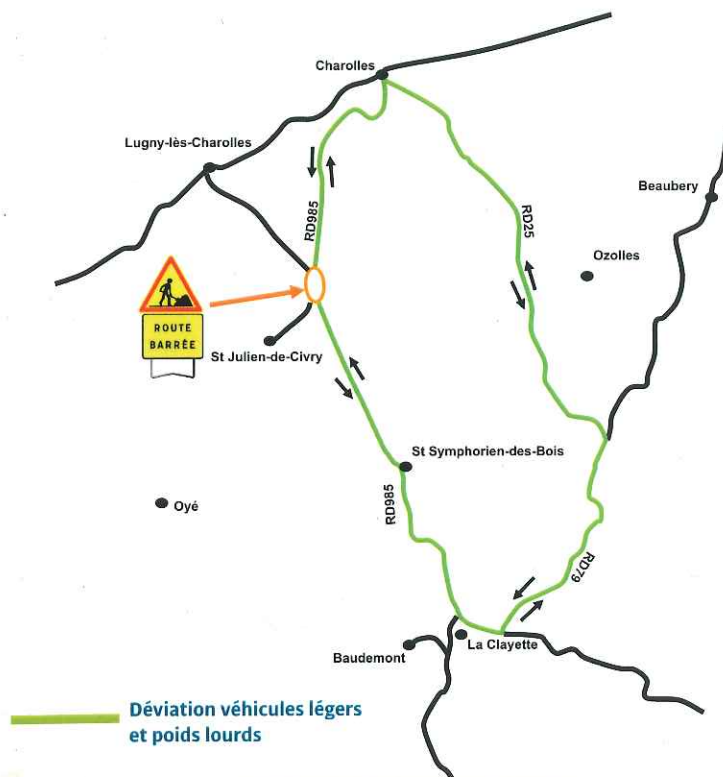 Charolles
Lugny-lès-Charolles
Beaubery
RD985
RD25
Ozolles
ROUTE
BARRÉE
St Julien-de-Civry
St Symphorien-des-Bois
RD985
Oyé
RD79
La Clayette
Baudemont
Déviation véhicules légers
et poids lourds